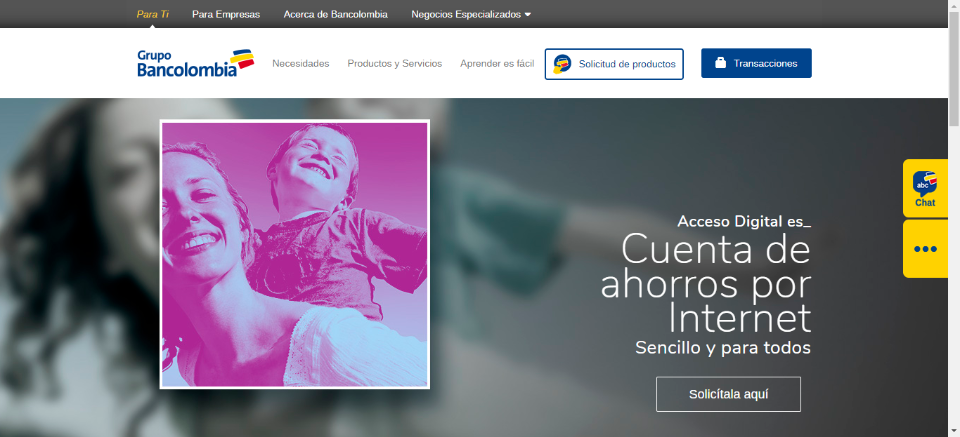 Para Ti
Para Empresas
Acerca de Bancolombia
Negocios Especializados
Grupo
Bancolombia
Necesidades
Productos y Servicios
Aprender es fácil
Solicitud de productos
Transacciones
abc
Chat
Acceso Digital es_
Cuenta de
ahorros por
Internet
Sencillo y para todos
Solicítala aquí